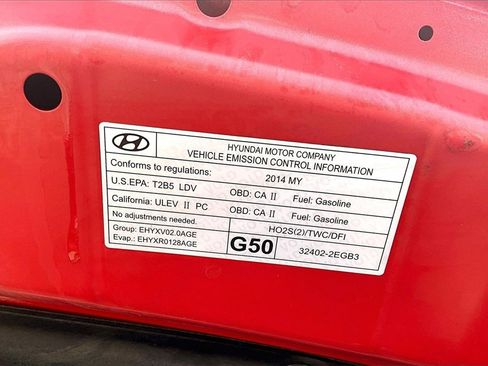 HYUNDAI MOTOR COMPANY
VEHICLE EMISSION CONTROL INFORMATION
Conforms to regulations: 2014 MY
U.S.EPA: T2B5 LDV OBD: CA II Fuel: Gasoline
California: ULEV II PC OBD: CA II Fuel: Gasoline
No adjustments needed. HO2S(2)/TWC/DFI
Group: EHYXV02.0AGE
Evap.: EHYXR0128AGE
G50 32402-2EGB3